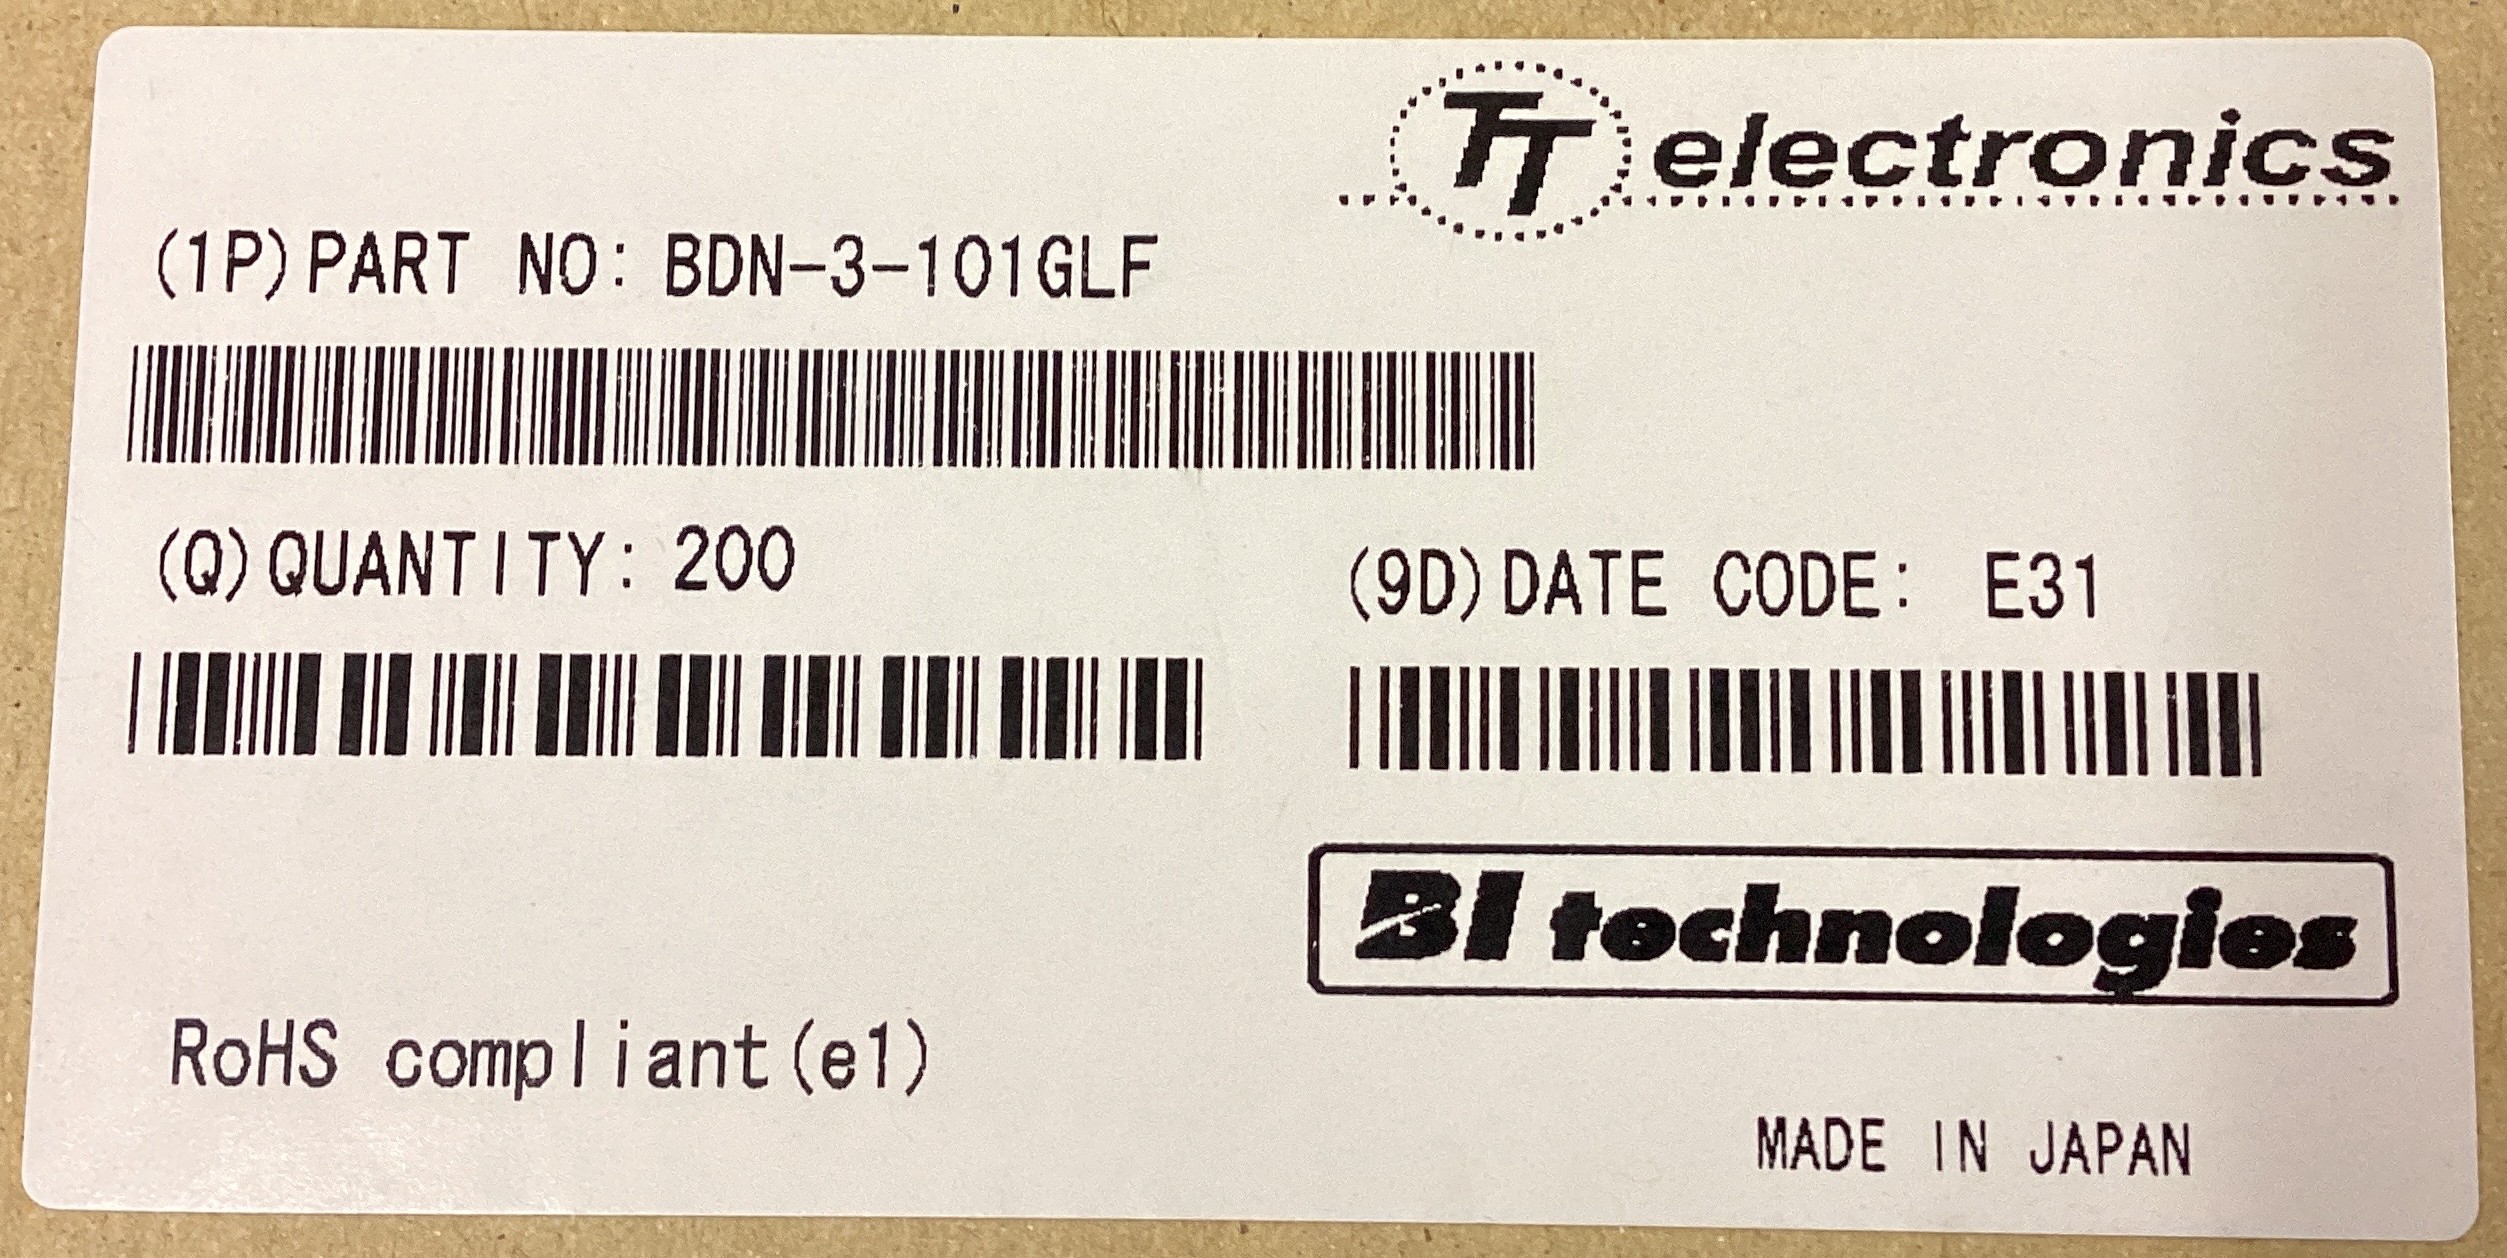 TT electronics
(1P)PART NO: BDN-3-101GLF
(Q)QUANTITY: 200
(9D)DATE CODE: E31
BI technologies
RoHS compliant(e1)
MADE IN JAPAN